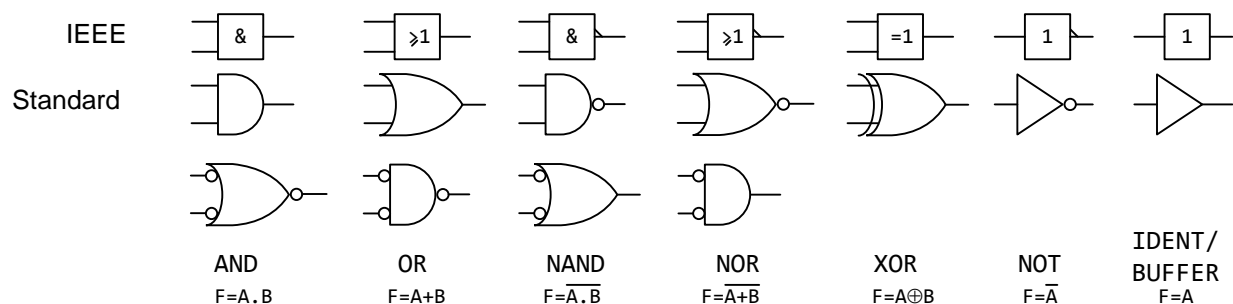 IEEE & ⩾1 & ⩾1 =1 1 1
Standard
AND OR NAND NOR XOR NOT IDENT/
BUFFER
F=A.B F=A+B F=A̅.̅B̅ F=A̅+̅B̅ F=A⊕B F=A̅ F=A